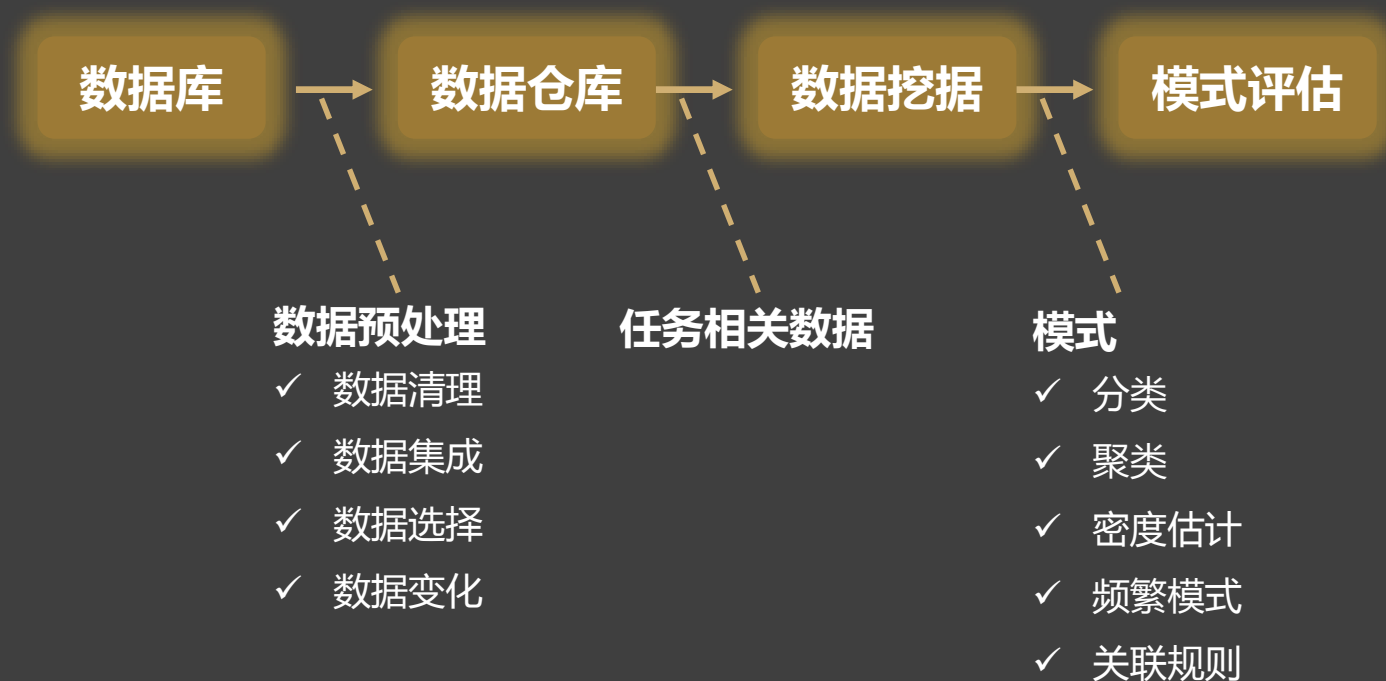 数据库
数据仓库
数据挖掘
模式评估
数据预处理
数据清理
数据集成
数据选择
数据变化
任务相关数据
模式
分类
聚类
密度估计
频繁模式
关联规则